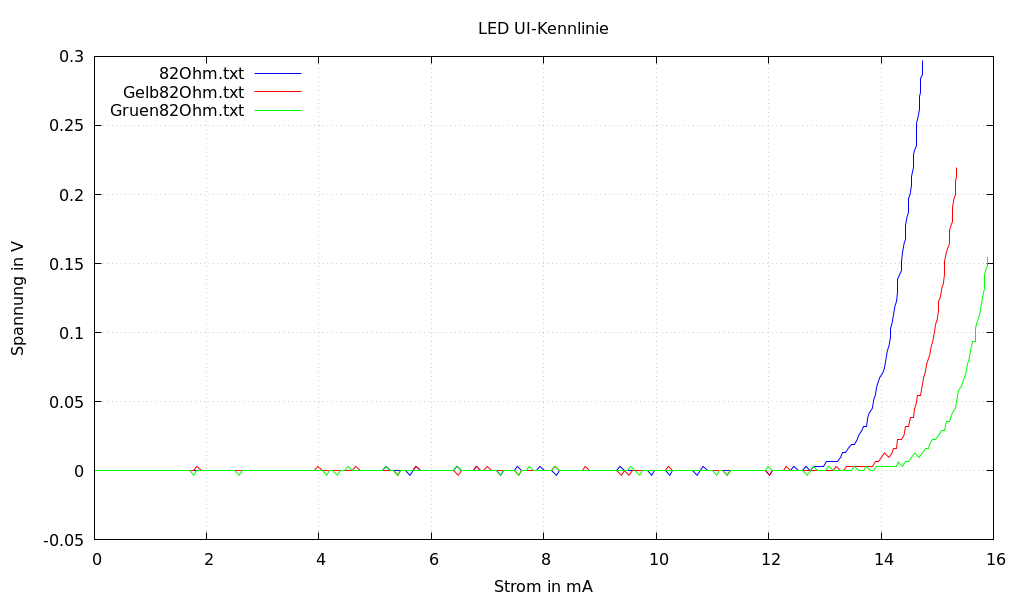 LED UI-Kennlinie
82Ohm.txt
Gelb82Ohm.txt
Gruen82Ohm.txt
0.3
0.25
0.2
0.15
0.1
0.05
0
-0.05
Spannung in V
0 2 4 6 8 10 12 14 16
Strom in mA